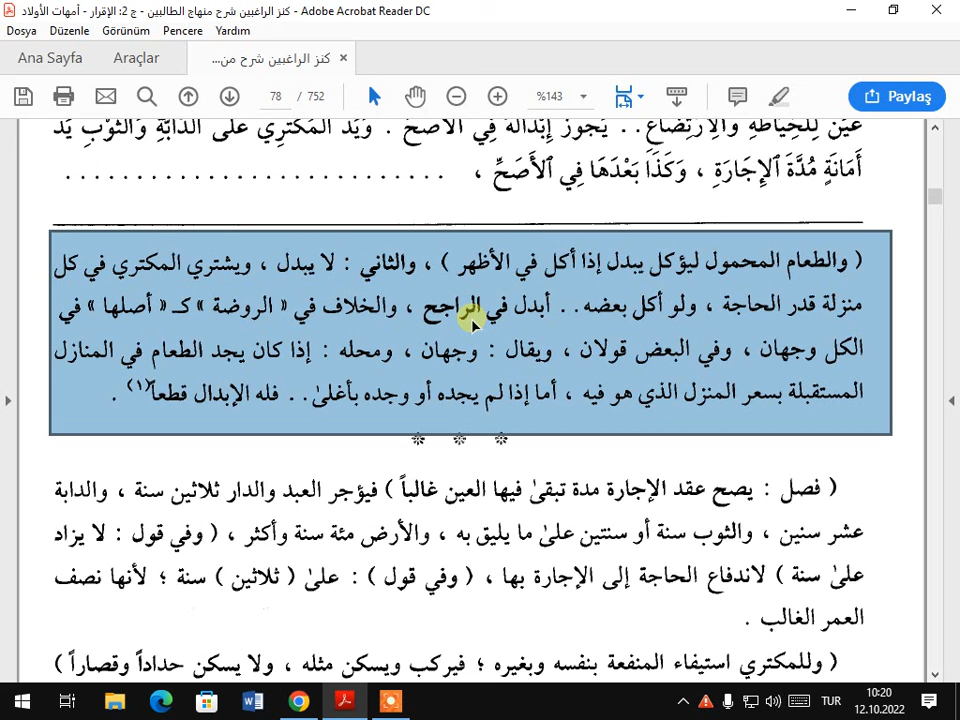 كنز الراغبين شرح منهاج الطالبين - ج 2: الإقرار - أمهات الأولاد - Adobe Acrobat Reader DC
Dosya Düzenle Görünüm Pencere Yardım
Ana Sayfa Araçlar كنز الراغبين شرح من... ×
78 / 752 %143 Paylaş
عَيْنٍ لِلْخِيَاطَةِ وَالِارْتِضَاعِ.. يَجُوزُ إِبْدَالُهُ فِي الْأَصَحِّ . وَيَدُ الْمُكْتَرِي عَلَى الدَّابَّةِ وَالثَّوْبِ يَدُ
أَمَانَةٍ مُدَّةَ ٱلإِجَارَةِ ، وَكَذَا بَعْدَهَا فِي ٱلأَصَحِّ ، . . . . . . . . . . . . . . . . . . . . . . . . . . .
( والطعام المحمول ليؤكل يبدل إذا أكل في الأظهر ) ، والثاني : لا يبدل ، ويشتري المكتري في كل
منزلة قدر الحاجة ، ولو أكل بعضه . . أبدل في الراجح ، والخلاف في « الروضة » كـ « أصلها » في
الكل وجهان ، وفي البعض قولان ، ويقال : وجهان ، ومحله : إذا كان يجد الطعام في المنازل
المستقبلة بسعر المنزل الذي هو فيه ، أما إذا لم يجده أو وجده بأغلىٰ . . فله الإبدال قطعاً(١) .
* * *
( فصل : يصح عقد الإجارة مدة تبقىٰ فيها العين غالباً ) فيؤجر العبد والدار ثلاثين سنة ، والدابة
عشر سنين ، والثوب سنة أو سنتين علىٰ ما يليق به ، والأرض مئة سنة وأكثر ، ( وفي قول : لا يزاد
علىٰ سنة ) لاندفاع الحاجة إلى الإجارة بها ، ( وفي قول ) : علىٰ ( ثلاثين ) سنة ؛ لأنها نصف
العمر الغالب .
( وللمكتري استيفاء المنفعة بنفسه وبغيره ؛ فيركب ويسكن مثله ، ولا يسكن حداداً وقصاراً )
TUR 10:20
12.10.2022